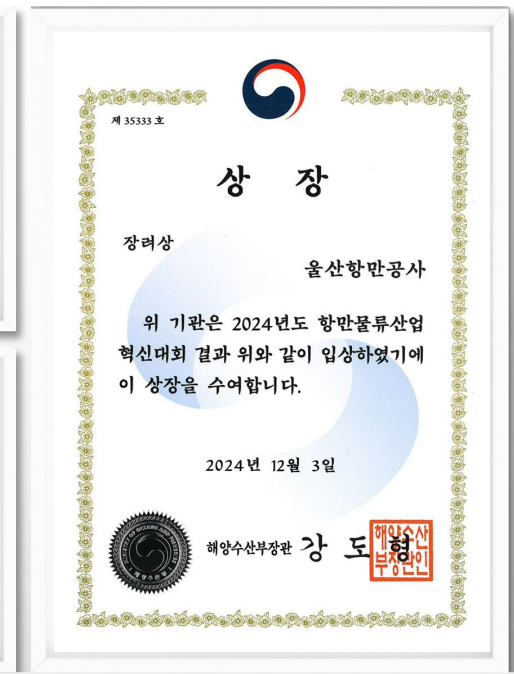 제 35333 호
상 장
장려상
울산항만공사
위 기관은 2024년도 항만물류산업
혁신대회 결과 위와 같이 입상하였기에
이 상장을 수여합니다.
2024년 12월 3일
해양수산부장관 강 도 형
해양수산
부장관인